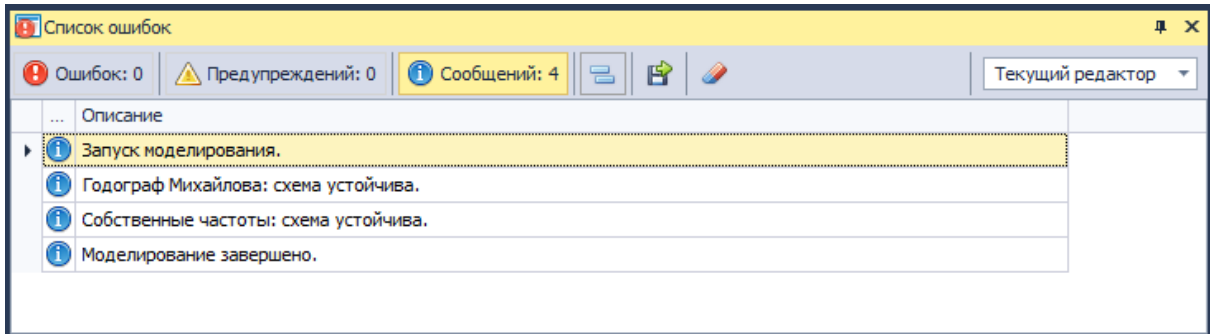 Список ошибок
Ошибок: 0 Предупреждений: 0 Сообщений: 4 Текущий редактор
... Описание
Запуск моделирования.
Годограф Михайлова: схема устойчива.
Собственные частоты: схема устойчива.
Моделирование завершено.